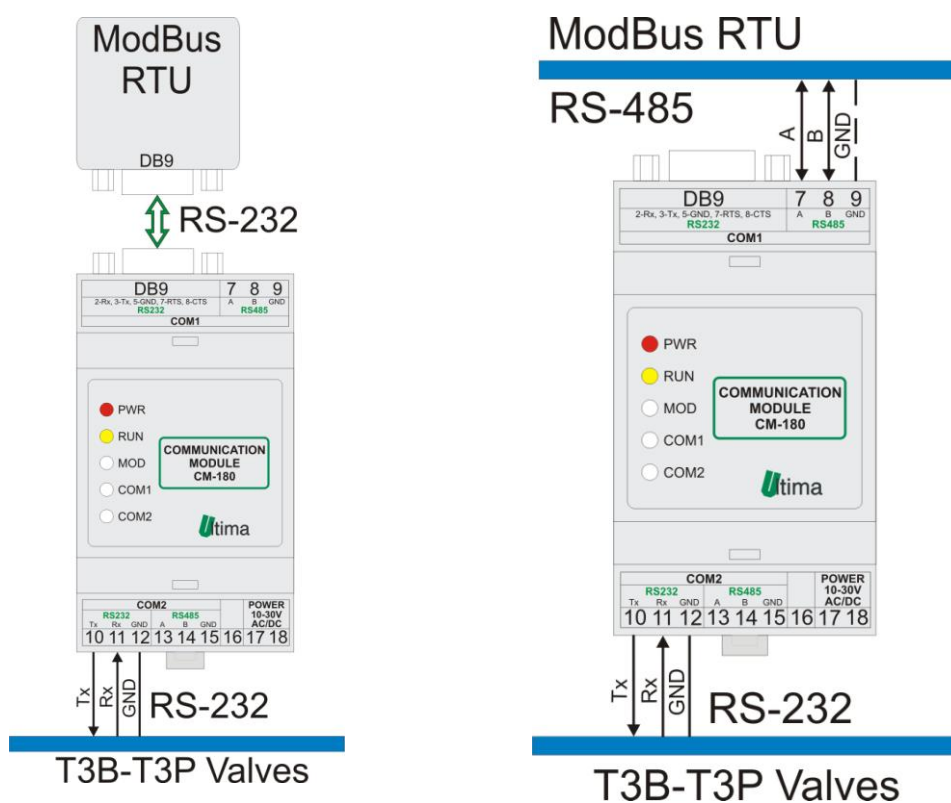 ModBus
RTU
DB9
RS-232
DB9
7 8 9
2-Rx, 3-Tx, 5-GND, 7-RTS, 8-CTS
A B GND
RS232
RS485
COM1
PWR
RUN
MOD
COM1
COM2
COMMUNICATION
MODULE
CM-180
Ultima
COM2
POWER
10-30V
AC/DC
RS232
RS485
Tx Rx GND A B GND
10 11 12 13 14 15 16 17 18
Tx
Rx
GND
RS-232
T3B-T3P Valves
ModBus RTU
RS-485
A
B
GND
DB9
7 8 9
2-Rx, 3-Tx, 5-GND, 7-RTS, 8-CTS
A B GND
RS232
RS485
COM1
PWR
RUN
MOD
COM1
COM2
COMMUNICATION
MODULE
CM-180
Ultima
COM2
POWER
10-30V
AC/DC
RS232
RS485
Tx Rx GND A B GND
10 11 12 13 14 15 16 17 18
Tx
Rx
GND
RS-232
T3B-T3P Valves